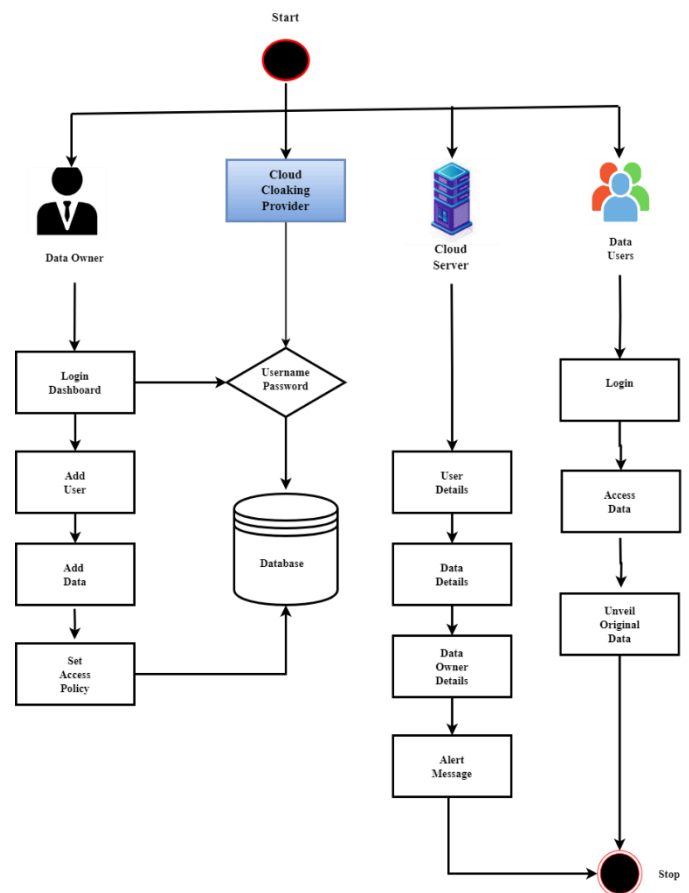 Start
Data Owner
Cloud
Cloaking
Provider
Cloud
Server
Data
Users
Login
Dashboard
Username
Password
Login
Add
User
User
Details
Access
Data
Add
Data
Database
Data
Details
Unveil
Original
Data
Set
Access
Policy
Data
Owner
Details
Alert
Message
Stop